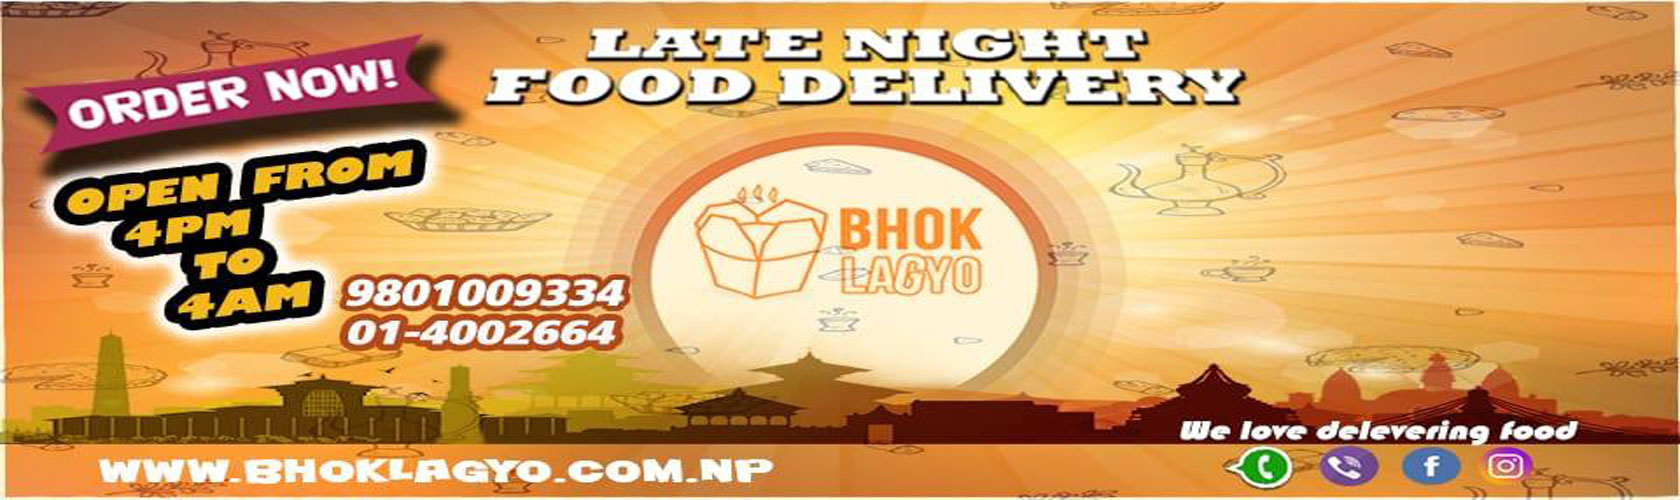 LATE NIGHT
FOOD DELIVERY
ORDER NOW!
OPEN FROM
4PM
TO
4AM
9801009334
01-4002664
BHOK
LAGYO
We love delevering food
WWW.BHOKLAGYO.COM.NP